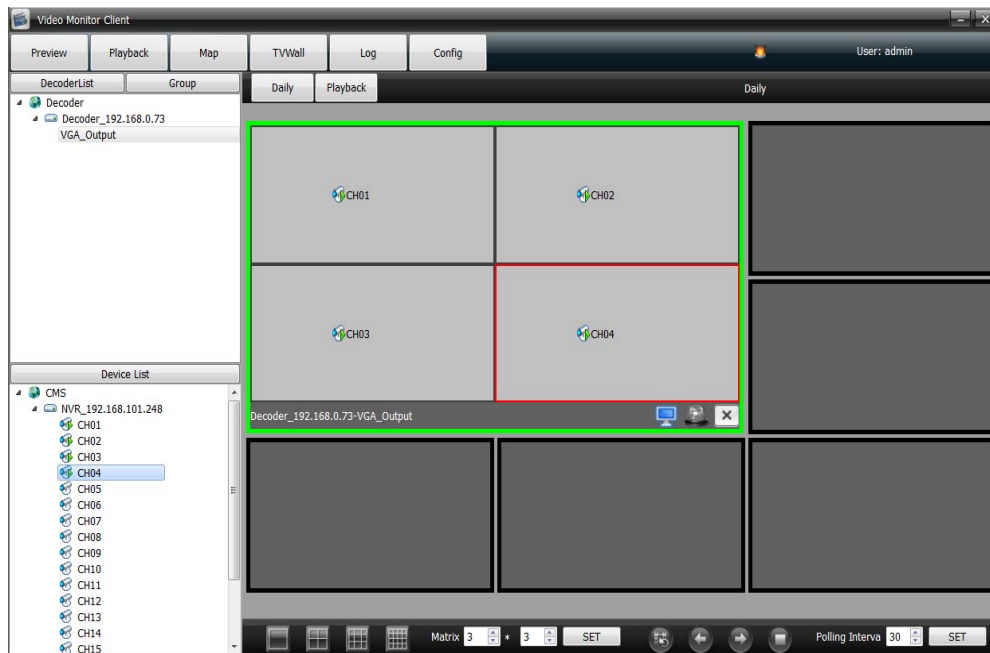 Video Monitor Client
Preview Playback Map TVWall Log Config User: admin
DecoderList Group
Daily Playback Daily
Decoder
Decoder_192.168.0.73
VGA_Output
CH01 CH02
CH03 CH04
Decoder_192.168.0.73-VGA_Output
Device List
CMS
NVR_192.168.101.248
CH01
CH02
CH03
CH04
CH05
CH06
CH07
CH08
CH09
CH10
CH11
CH12
CH13
CH14
CH15
Matrix 3 * 3 SET Polling Interva 30 SET